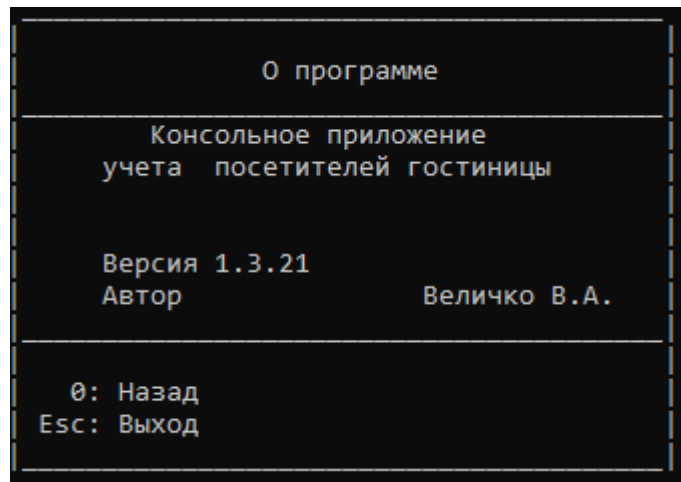 О программе
Консольное приложение
учета  посетителей гостиницы
Версия 1.3.21
Автор Величко В.А.
0: Назад
Esc: Выход